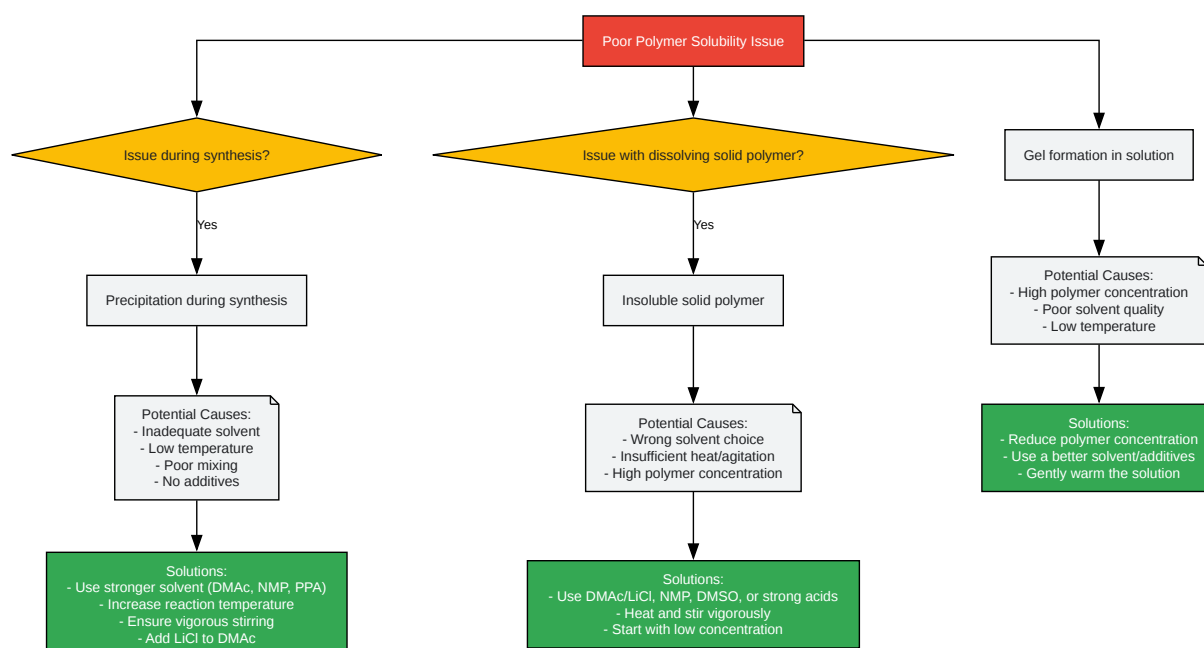 Poor Polymer Solubility Issue
Issue during synthesis?
Issue with dissolving solid polymer?
Gel formation in solution
Yes
Yes
Precipitation during synthesis
Insoluble solid polymer
Potential Causes:
- High polymer concentration
- Poor solvent quality
- Low temperature
Potential Causes:
- Inadequate solvent
- Low temperature
- Poor mixing
- No additives
Potential Causes:
- Wrong solvent choice
- Insufficient heat/agitation
- High polymer concentration
Solutions:
- Reduce polymer concentration
- Use a better solvent/additives
- Gently warm the solution
Solutions:
- Use stronger solvent (DMAc, NMP, PPA)
- Increase reaction temperature
- Ensure vigorous stirring
- Add LiCl to DMAc
Solutions:
- Use DMAc/LiCl, NMP, DMSO, or strong acids
- Heat and stir vigorously
- Start with low concentration